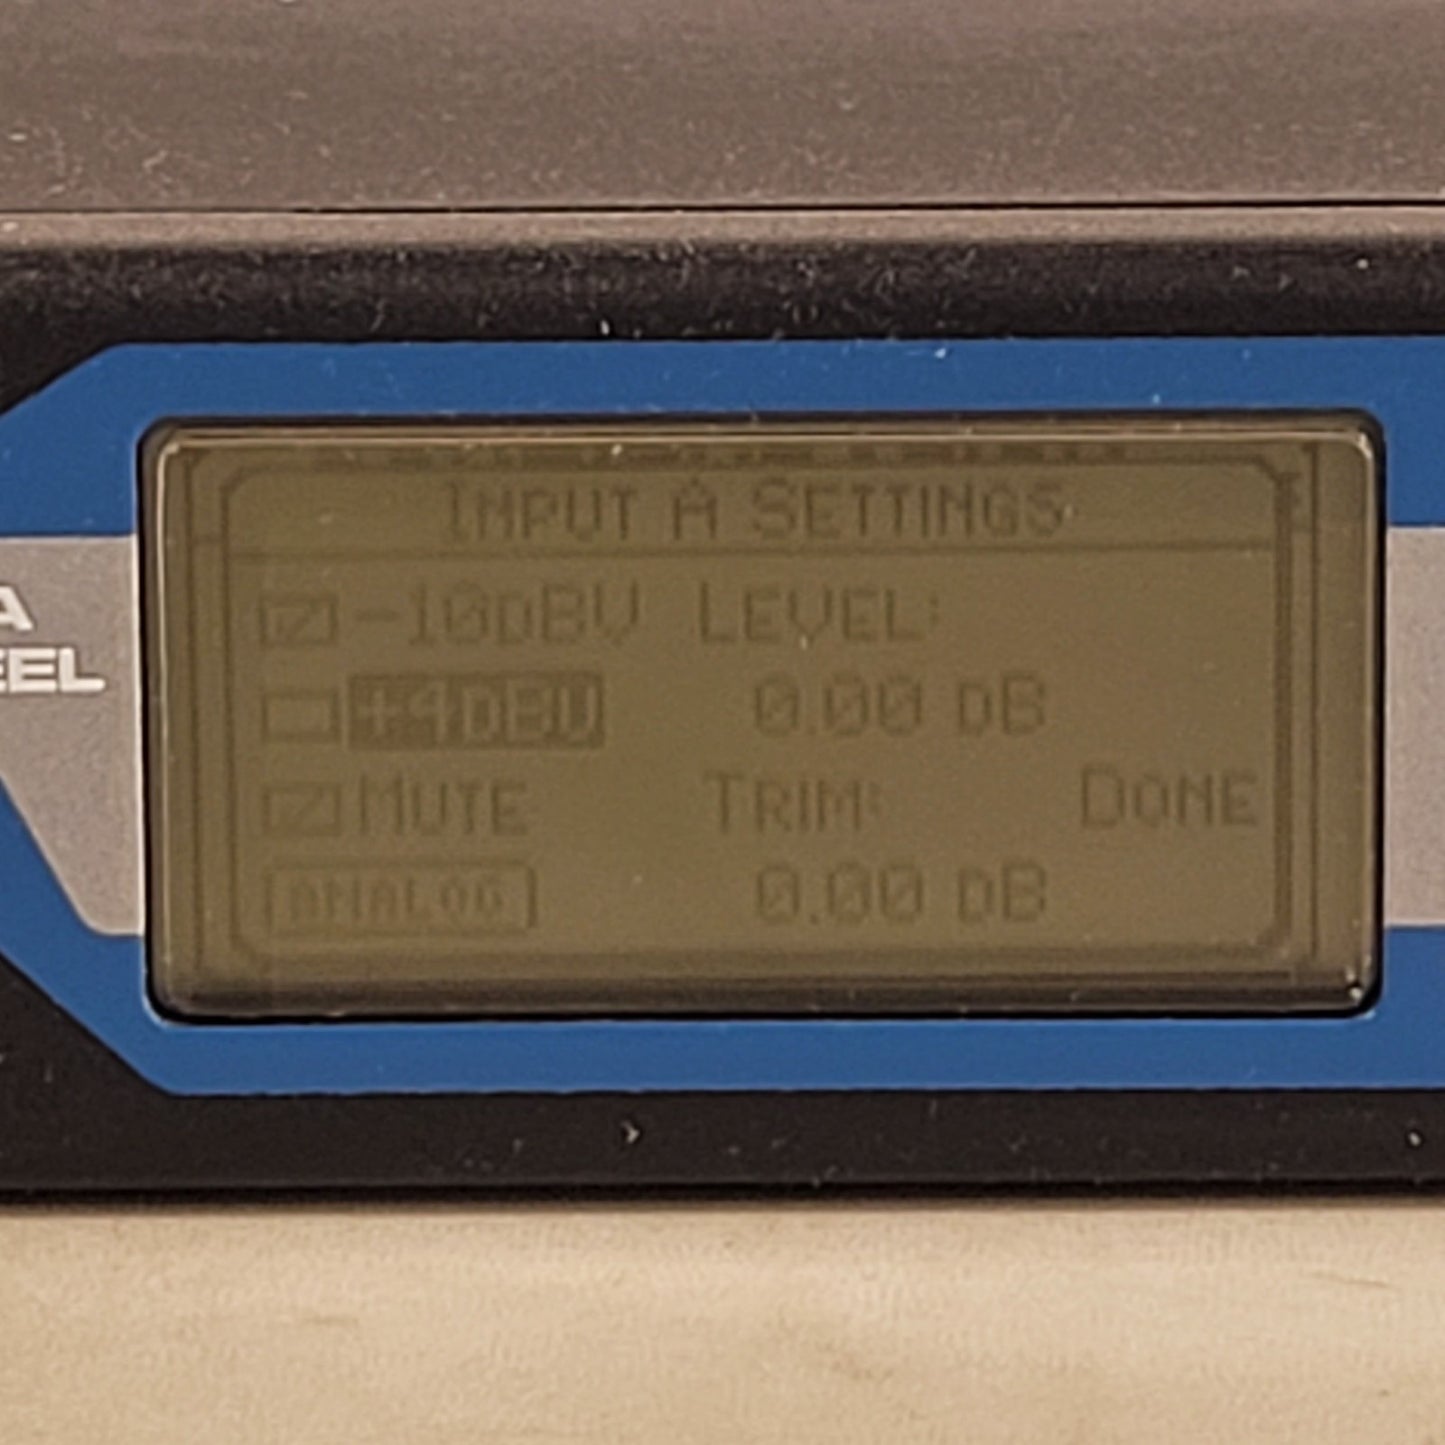 INPUT A SETTINGS
-10DBV LEVEL:
+4DBU 0.00 DB
MUTE TRIM: DONE
ANALOG 0.00 DB
A
EEL